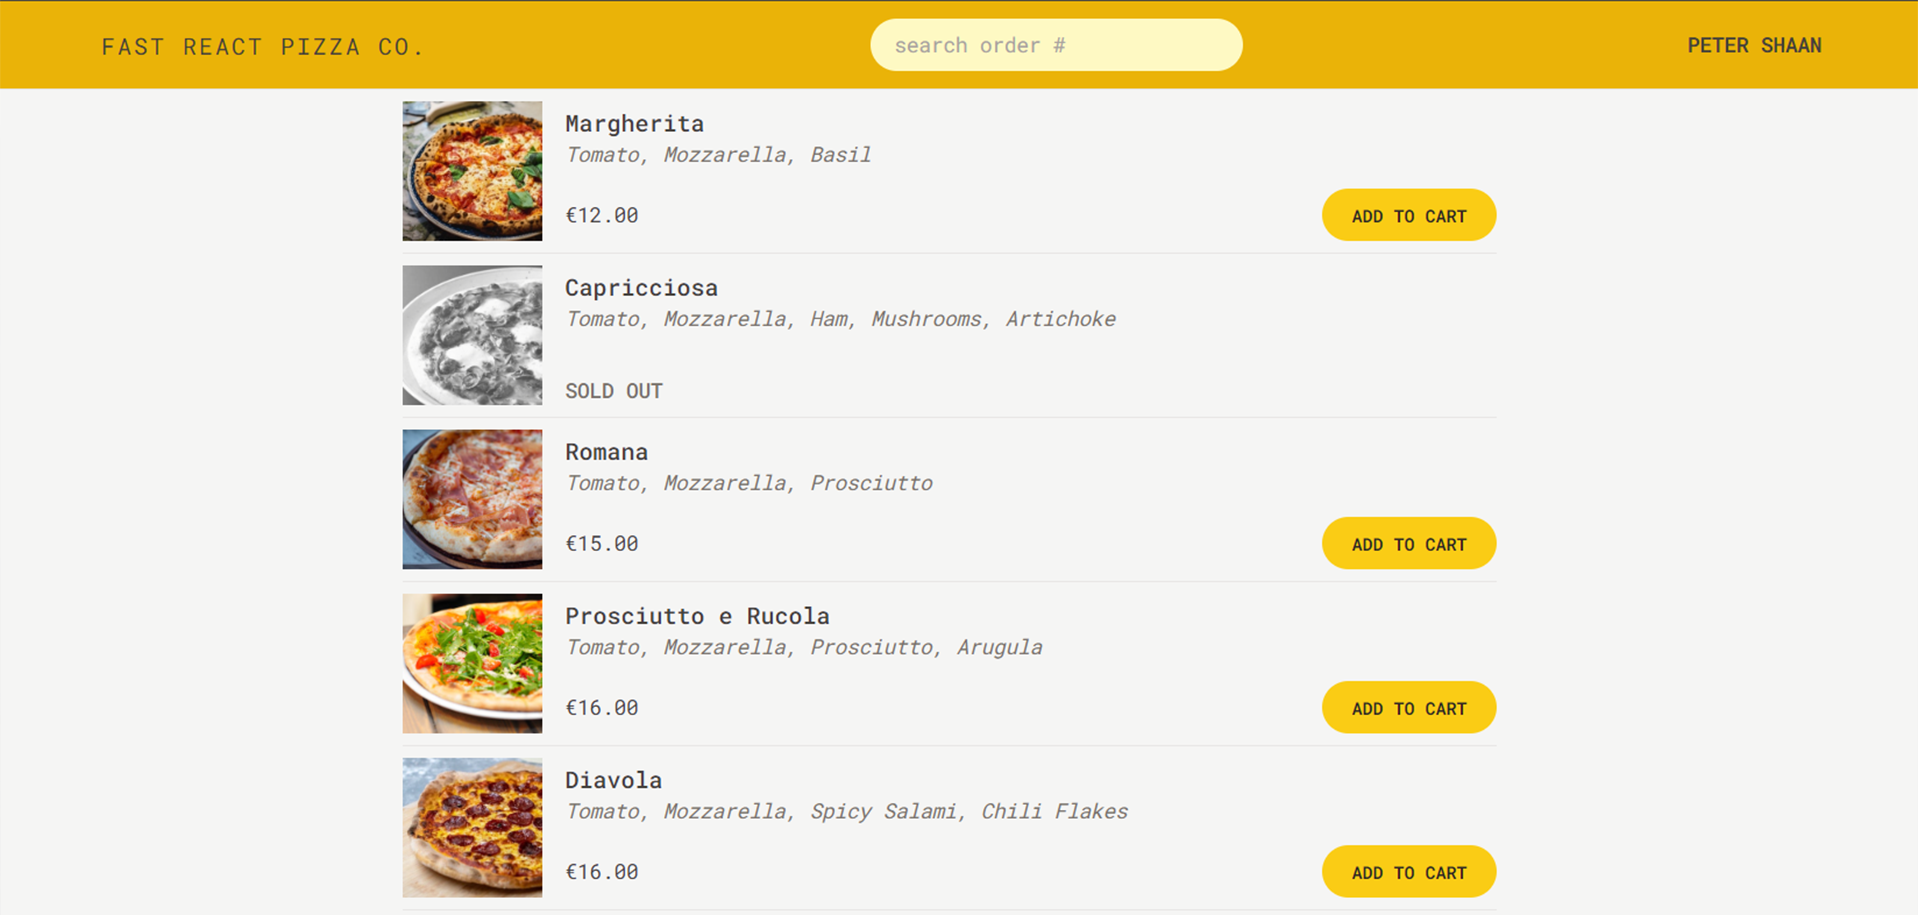 FAST REACT PIZZA CO.
search order #
PETER SHAAN
Margherita
Tomato, Mozzarella, Basil
€12.00
ADD TO CART
Capricciosa
Tomato, Mozzarella, Ham, Mushrooms, Artichoke
SOLD OUT
Romana
Tomato, Mozzarella, Prosciutto
€15.00
ADD TO CART
Prosciutto e Rucola
Tomato, Mozzarella, Prosciutto, Arugula
€16.00
ADD TO CART
Diavola
Tomato, Mozzarella, Spicy Salami, Chili Flakes
€16.00
ADD TO CART